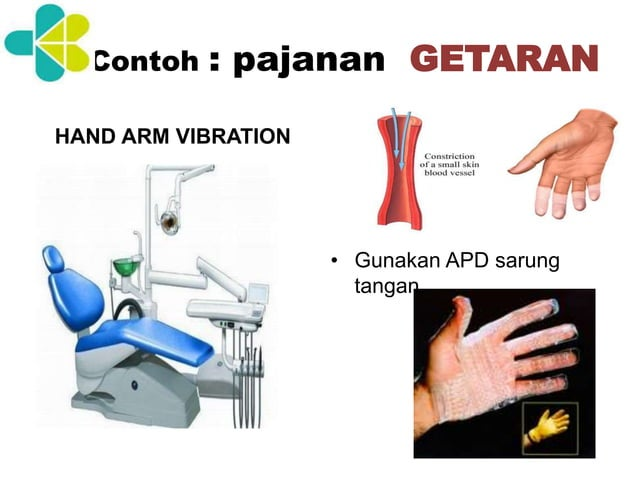 Contoh : pajanan GETARAN
HAND ARM VIBRATION
Constriction
of a small skin
blood vessel
• Gunakan APD sarung
tangan